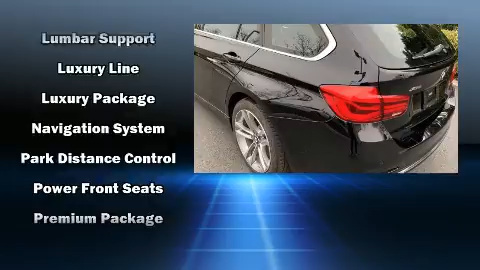 Lumbar Support
Luxury Line
Luxury Package
Navigation System
Park Distance Control
Power Front Seats
Premium Package